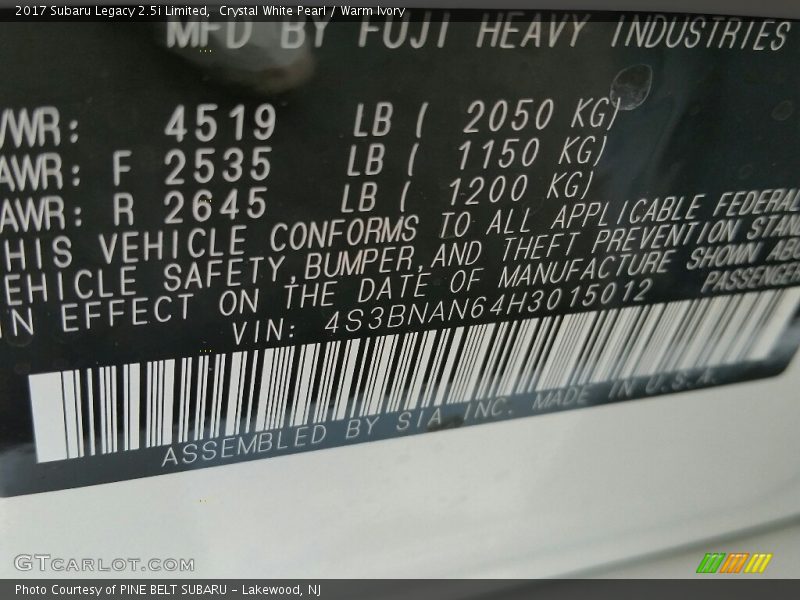 2017 Subaru Legacy 2.5i Limited, Crystal White Pearl / Warm Ivory
MFD BY FUJI HEAVY INDUSTRIES
VWR: 4519 LB ( 2050 KG)
AWR: F 2535 LB ( 1150 KG)
AWR: R 2645 LB ( 1200 KG)
HIS VEHICLE CONFORMS TO ALL APPLICABLE FEDERAL
EHICLE SAFETY, BUMPER, AND THEFT PREVENTION STAN
IN EFFECT ON THE DATE OF MANUFACTURE SHOWN ABO
VIN: 4S3BNAN64H3015012 PASSENGER
ASSEMBLED BY SIA INC. MADE IN U.S.A.
GTCARLOT.COM
Photo Courtesy of PINE BELT SUBARU - Lakewood, NJ